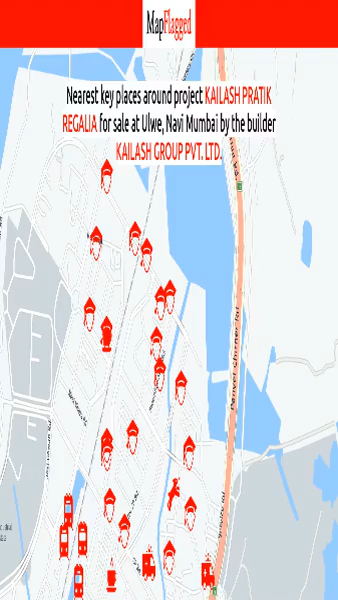 MapFlagged
Nearest key places around project KAILASH PRATIK
REGALIA for sale at Ulwe, Navi Mumbai by the builder
KAILASH GROUP PVT. LTD.